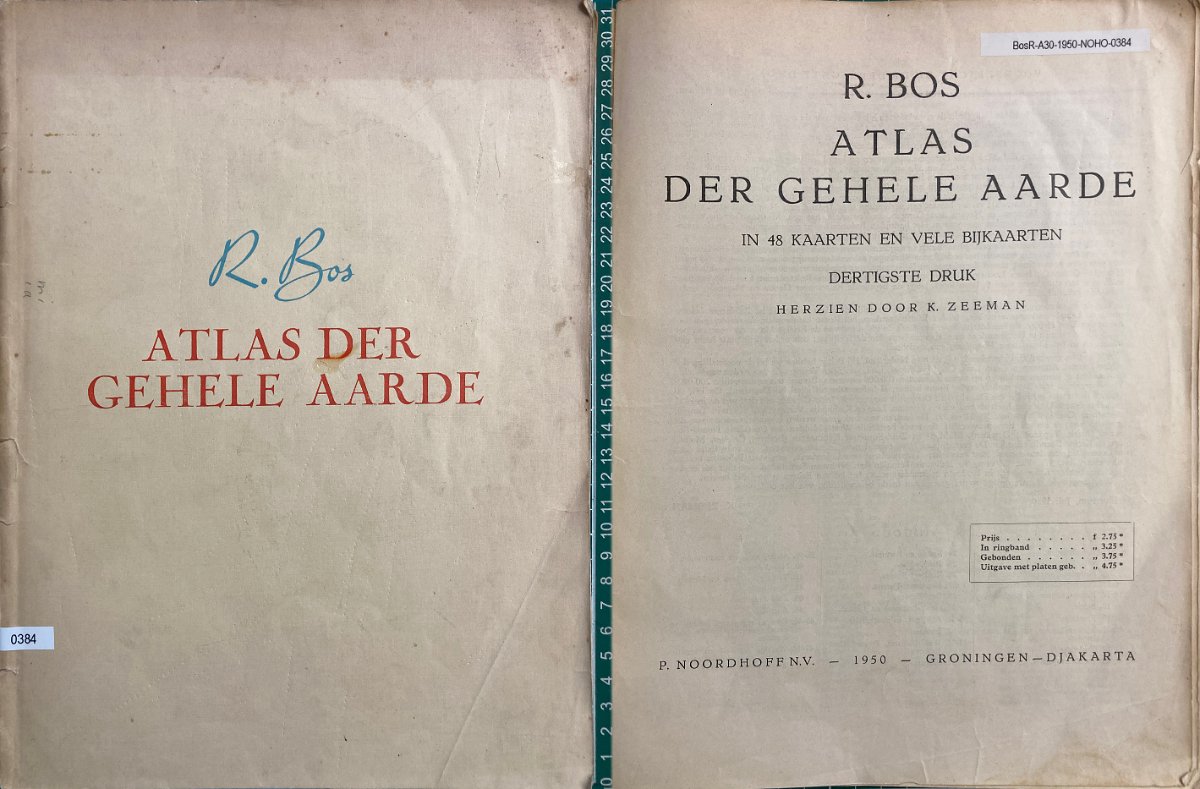 R. Bos
ATLAS DER
GEHELE AARDE
0384
31
30
29
28
27
26
25
24
23
22
21
20
19
18
17
16
15
14
13
12
11
10
9
8
7
6
5
4
3
2
1
0
BosR-A30-1950-NOHO-0384
R. BOS
ATLAS
DER GEHELE AARDE
IN 48 KAARTEN EN VELE BIJKAARTEN
DERTIGSTE DRUK
HERZIEN DOOR K. ZEEMAN
Prijs . . . . . . . . f 2.75*
In ringband . . . . . „ 3.25*
Gebonden . . . . . . „ 3.75*
Uitgave met platen geb. . „ 4.75*
P. NOORDHOFF N.V. — 1950 — GRONINGEN—DJAKARTA